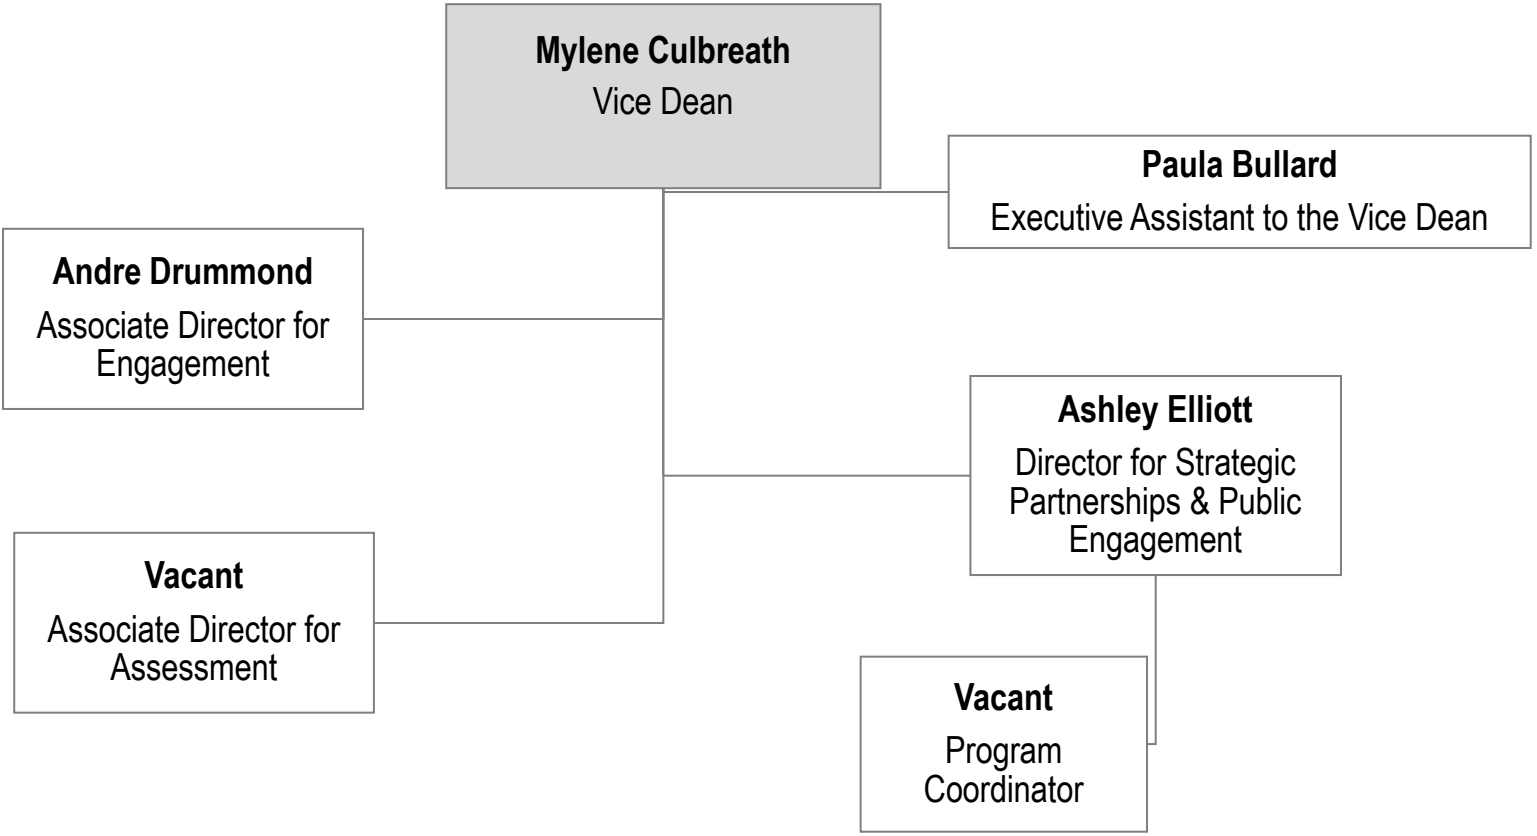 Mylene Culbreath
Vice Dean
Paula Bullard
Executive Assistant to the Vice Dean
Andre Drummond
Associate Director for
Engagement
Ashley Elliott
Director for Strategic
Partnerships & Public
Engagement
Vacant
Associate Director for
Assessment
Vacant
Program
Coordinator